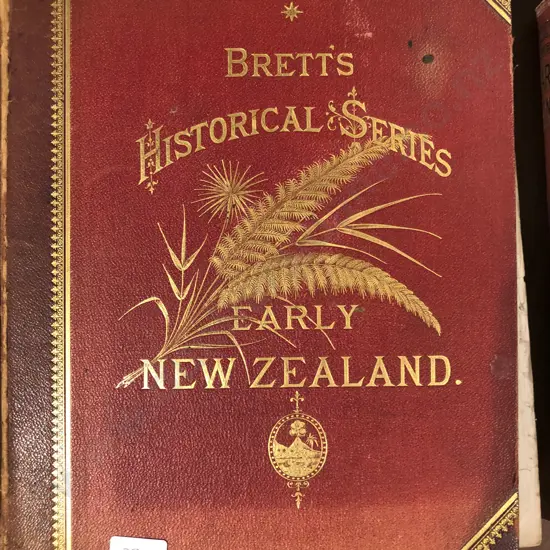 BRETT'S
HISTORICAL SERIES
EARLY
NEW ZEALAND.